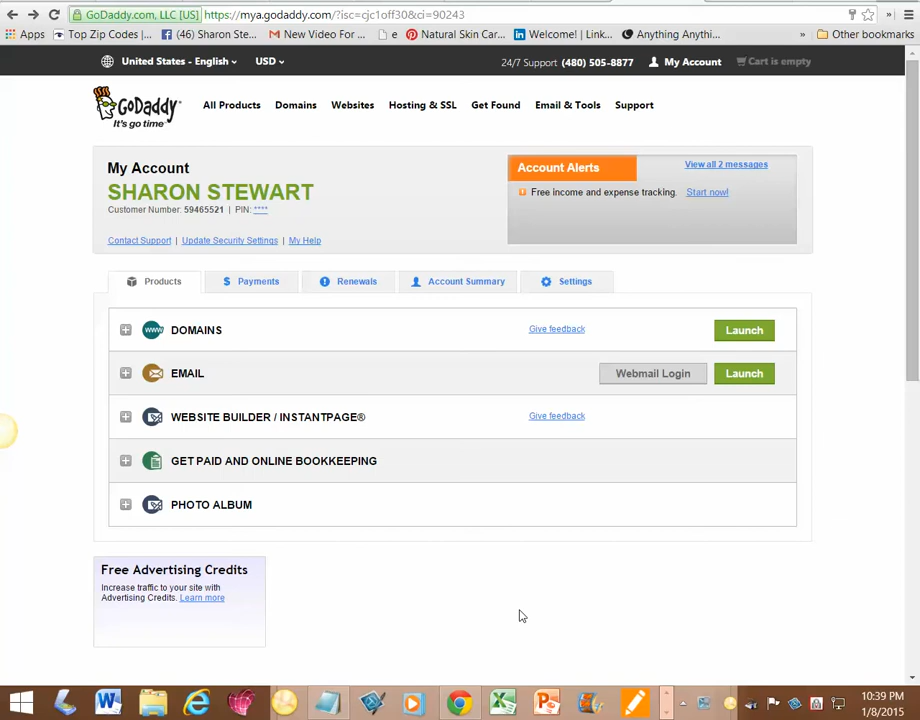 GoDaddy.com, LLC [US] https://mya.godaddy.com/?isc=cjc1off30&ci=90243
Apps Top Zip Codes |... (46) Sharon Ste... New Video For ... e Natural Skin Car... Welcome! | Link... Anything Anythi... » Other bookmarks
United States - English USD 24/7 Support (480) 505-8877 My Account Cart is empty
GoDaddy
It's go time
All Products Domains Websites Hosting & SSL Get Found Email & Tools Support
My Account
SHARON STEWART
Customer Number: 59465521 | PIN: ****
Contact Support | Update Security Settings | My Help
Account Alerts View all 2 messages
Free income and expense tracking. Start now!
Products $ Payments Renewals Account Summary Settings
WWW DOMAINS Give feedback Launch
EMAIL Webmail Login Launch
WEBSITE BUILDER / INSTANTPAGE® Give feedback
GET PAID AND ONLINE BOOKKEEPING
PHOTO ALBUM
Free Advertising Credits
Increase traffic to your site with
Advertising Credits. Learn more
10:39 PM
1/8/2015